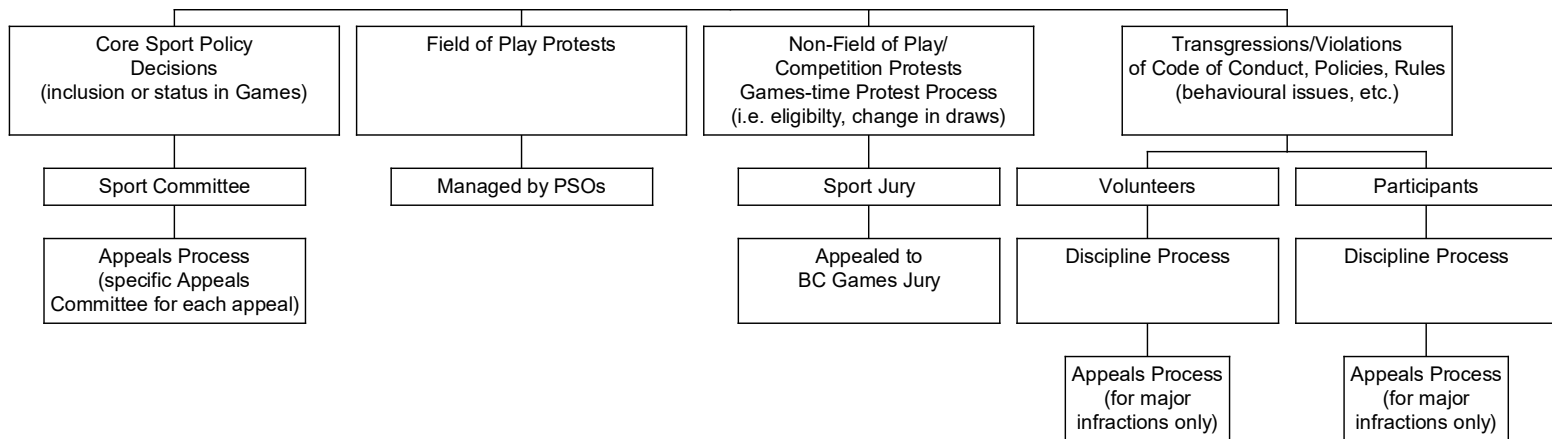 Core Sport Policy
Decisions
(inclusion or status in Games)
Field of Play Protests
Non-Field of Play/
Competition Protests
Games-time Protest Process
(i.e. eligibilty, change in draws)
Transgressions/Violations
of Code of Conduct, Policies, Rules
(behavioural issues, etc.)
Sport Committee
Managed by PSOs
Sport Jury
Volunteers
Participants
Appeals Process
(specific Appeals
Committee for each appeal)
Appealed to
BC Games Jury
Discipline Process
Discipline Process
Appeals Process
(for major
infractions only)
Appeals Process
(for major
infractions only)